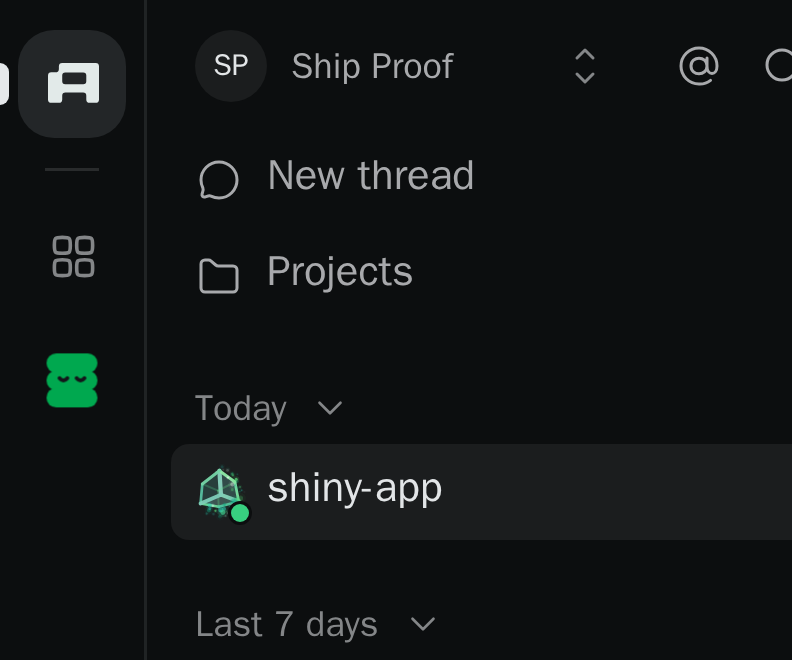 SP Ship Proof
New thread
Projects
Today
shiny-app
Last 7 days